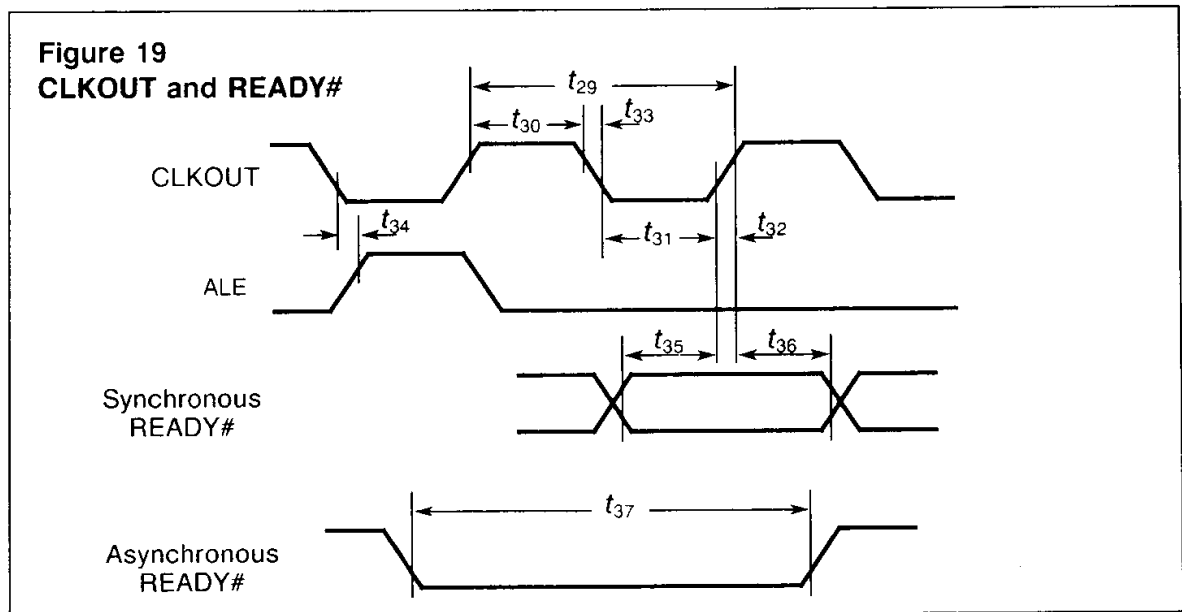 Figure 19
CLKOUT and READY#
t29
t30
t33
CLKOUT
t34
t31
t32
ALE
t35
t36
Synchronous
READY#
t37
Asynchronous
READY#